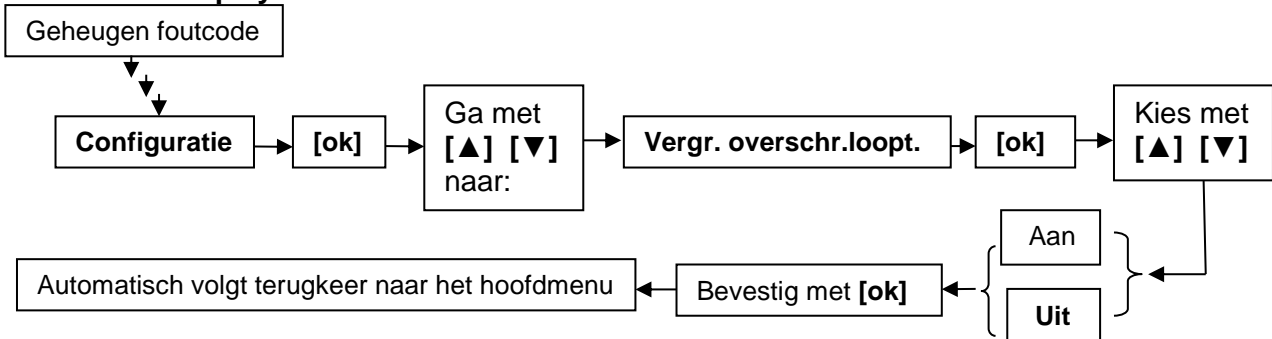 Geheugen foutcode
Configuratie
[ok]
Ga met
[▲] [▼]
naar:
Vergr. overschr.loopt.
[ok]
Kies met
[▲] [▼]
Aan
Uit
Bevestig met [ok]
Automatisch volgt terugkeer naar het hoofdmenu